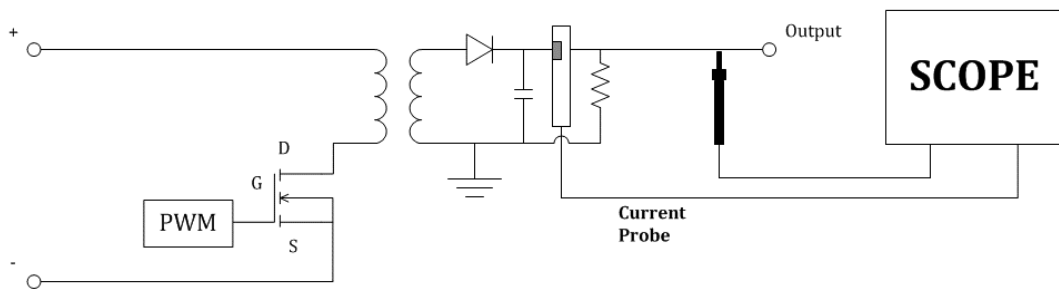 +
Output
SCOPE
D
G
PWM
S
Current
Probe
-